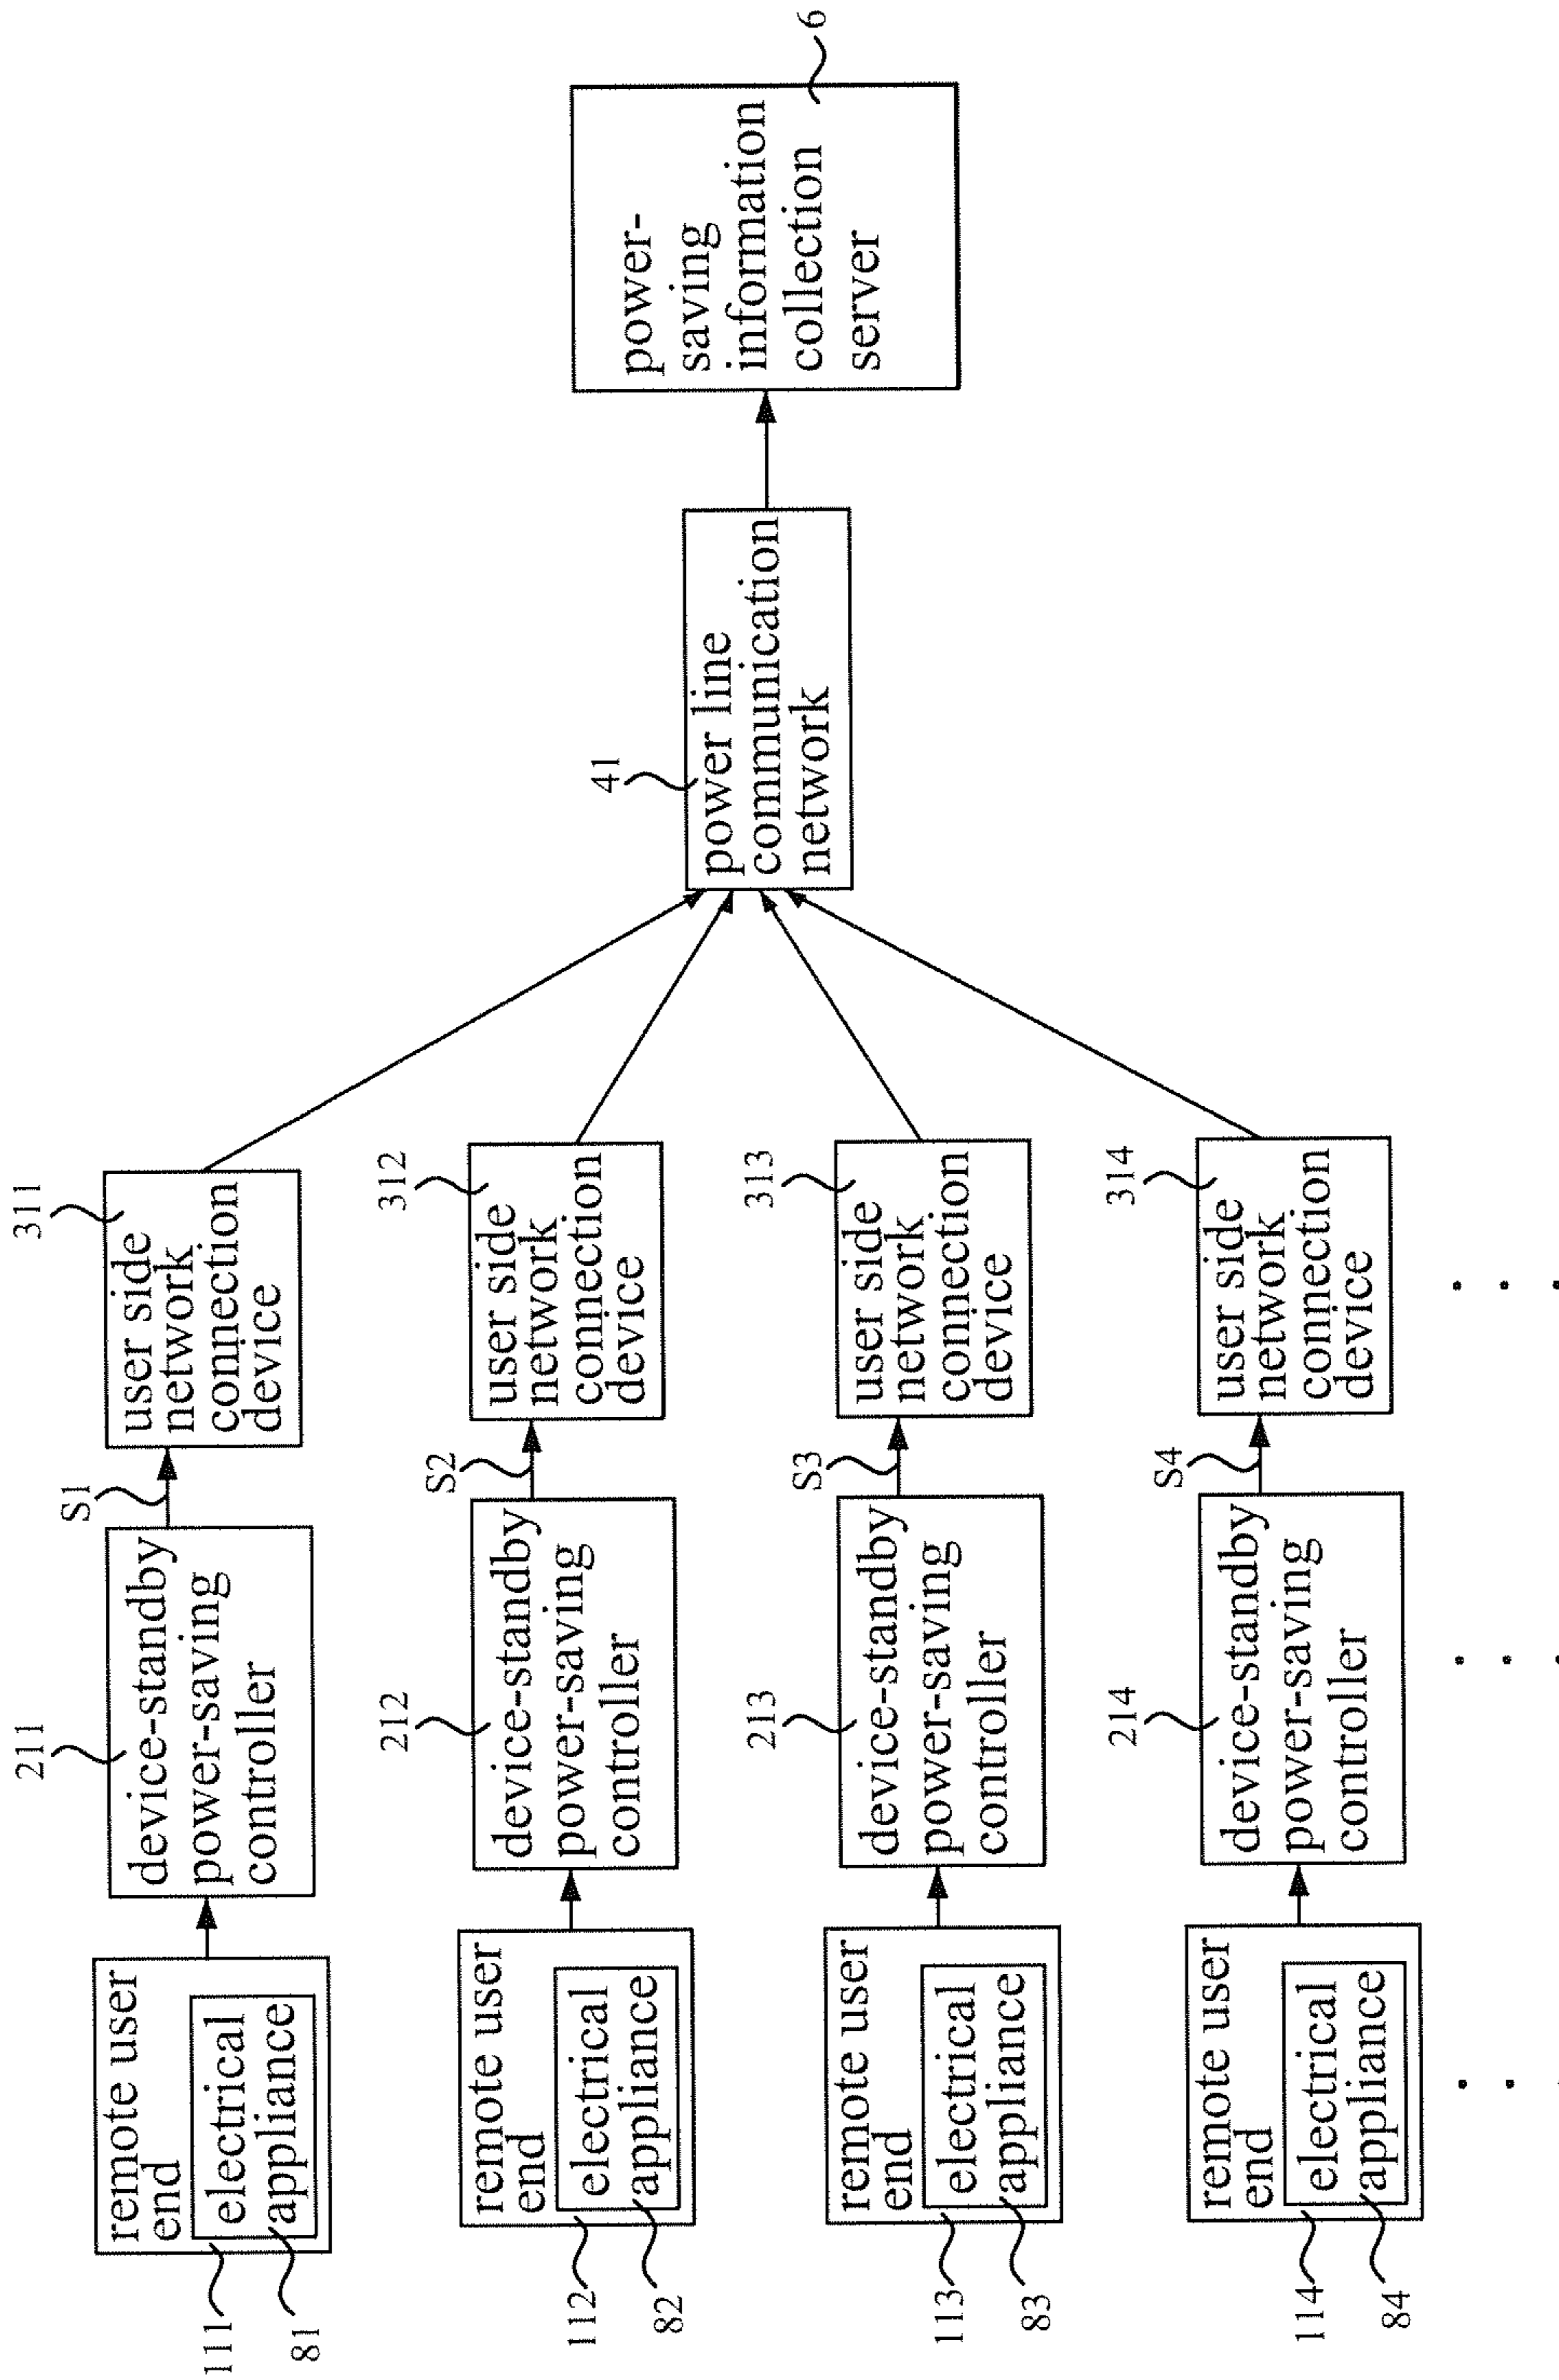 111
remote user
end
81
electrical
appliance
211
device-standby
power-saving
controller
S1
311
user side
network
connection
device
112
remote user
end
82
electrical
appliance
212
device-standby
power-saving
controller
S2
312
user side
network
connection
device
113
remote user
end
83
electrical
appliance
213
device-standby
power-saving
controller
S3
313
user side
network
connection
device
114
remote user
end
84
electrical
appliance
214
device-standby
power-saving
controller
S4
314
user side
network
connection
device
41
power line
communication
network
power-
saving
information
collection
server
6